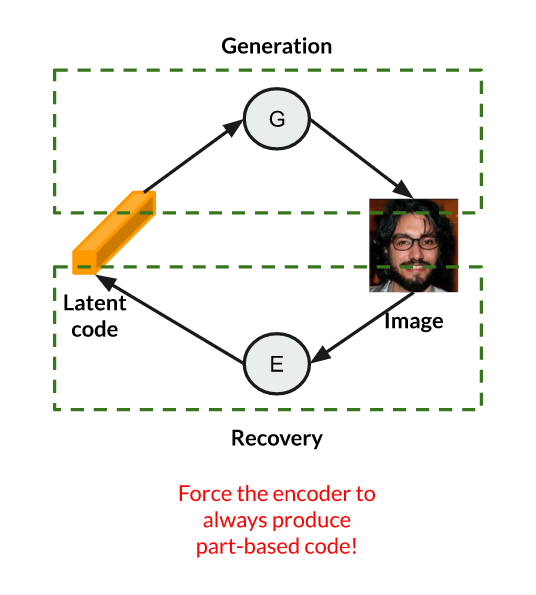 Generation
G
Latent
code
Image
E
Recovery
Force the encoder to
always produce
part-based code!